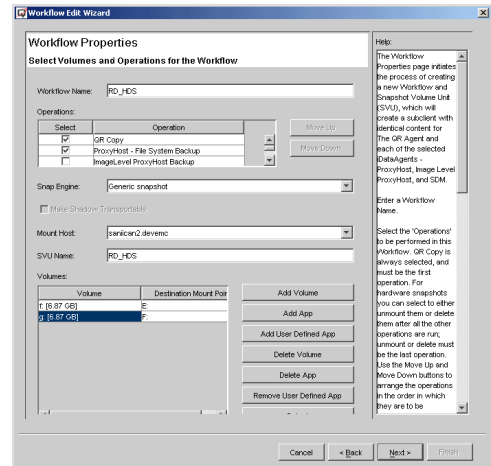 Workflow Edit Wizard
Workflow Properties
Select Volumes and Operations for the Workflow
Workflow Name:
RD_HDS
Operations:
Select
Operation
QR Copy
ProxyHost - File System Backup
ImageLevel ProxyHost Backup
Move Up
Move Down
Snap Engine:
Generic snapshot
Make Shadow Transportable
Mount Host:
saniican2.devemc
SVU Name:
RD_HDS
Volumes:
Volume
Destination Mount Poin
f: [6.87 GB]
E:
g: [6.87 GB]
F:
Add Volume
Add App
Add User Defined App
Delete Volume
Delete App
Remove User Defined App
Help:
The Workflow
Properties page initiates
the process of creating
a new Workflow and
Snapshot Volume Unit
(SVU), which will
create a subclient with
identical content for
The QR Agent and
each of the selected
iDataAgents -
ProxyHost, Image Level
ProxyHost, and SDM.
Enter a Workflow
Name.
Select the 'Operations'
to be performed in this
Workflow. QR Copy is
always selected, and
must be the first
operation. For
hardware snapshots
you can select to either
unmount them or delete
them after all the other
operations are run;
unmount or delete must
be the last operation.
Use the Move Up and
Move Down buttons to
arrange the operations
in the order in which
they are to be
Cancel
< Back
Next >
Finish